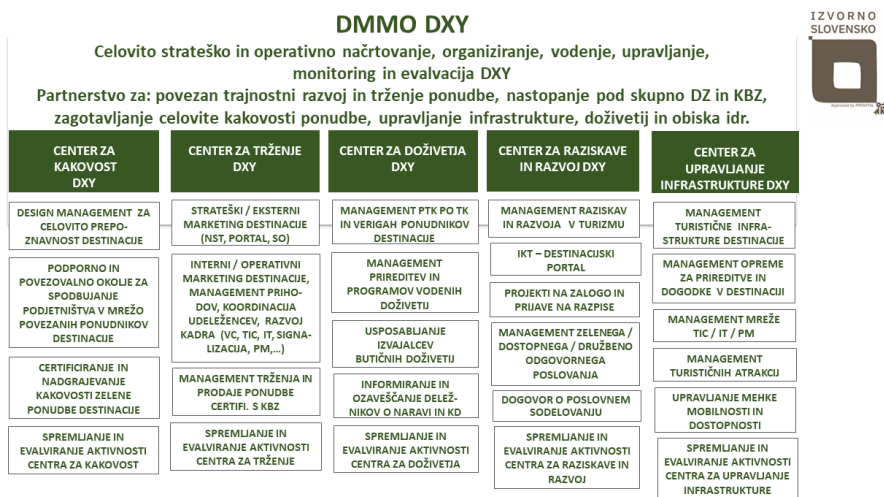 DMMO DXY
Celovito strateško in operativno načrtovanje, organiziranje, vodenje, upravljanje,
monitoring in evalvacija DXY
Partnerstvo za: povezan trajnostni razvoj in trženje ponudbe, nastopanje pod skupno DZ in KBZ,
zagotavljanje celovite kakovosti ponudbe, upravljanje infrastrukture, doživetij in obiska idr.
IZVORNO
SLOVENSKO
Approved by PRIMITAL
CENTER ZA
KAKOVOST
DXY
DESIGN MANAGEMENT ZA
CELOVITO PREPO-
ZNAVNOST DESTINACIJE
PODPORNO IN
POVEZOVALNO OKOLJE ZA
SPODBUJANJE
PODJETNIŠTVA V MREŽO
POVEZANIH PONUDNIKOV
DESTINACIJE
CERTIFICIRANJE IN
NADGRAJEVANJE
KAKOVOSTI ZELENE
PONUDBE DESTINACIJE
SPREMLJANJE IN
EVALVIRANJE AKTIVNOSTI
CENTRA ZA KAKOVOST
CENTER ZA TRŽENJE
DXY
STRATEŠKI / EKSTERNI
MARKETING DESTINACIJE
(NST, PORTAL, SO)
INTERNI / OPERATIVNI
MARKETING DESTINACIJE,
MANAGEMENT PRIHO-
DOV, KOORDINACIJA
UDELEŽENCEV, RAZVOJ
KADRA (VC, TIC, IT, SIGNA-
LIZACIJA, PM,...)
MANAGEMENT TRŽENJA IN
PRODAJE PONUDBE
CERTIFI. S KBZ
SPREMLJANJE IN
EVALVIRANJE AKTIVNOSTI
CENTRA ZA TRŽENJE
CENTER ZA DOŽIVETJA
DXY
MANAGEMENT PTK PO TK
IN VERIGAH PONUDNIKOV
DESTINACIJE
MANAGEMENT
PRIREDITEV IN
PROGRAMOV VODENIH
DOŽIVETIJ
USPOSABLJANJE
IZVAJALCEV
BUTIČNIH DOŽIVETIJ
INFORMIRANJE IN
OZAVEŠČANJE DELEŽ-
NIKOV O NARAVI IN KD
SPREMLJANJE IN
EVALVIRANJE AKTIVNOSTI
CENTRA ZA DOŽIVETJA
CENTER ZA RAZISKAVE
IN RAZVOJ DXY
MANAGEMENT RAZISKAV
IN RAZVOJA V TURIZMU
IKT – DESTINACIJSKI
PORTAL
PROJEKTI NA ZALOGO IN
PRIJAVE NA RAZPISE
MANAGEMENT ZELENEGA /
DOSTOPNEGA / DRUŽBENO
ODGOVORNEGA
POSLOVANJA
DOGOVOR O POSLOVNEM
SODELOVANJU
SPREMLJANJE IN
EVALVIRANJE AKTIVNOSTI
CENTRA ZA RAZISKAVE IN
RAZVOJ
CENTER ZA
UPRAVLJANJE
INFRASTRUKTURE DXY
MANAGEMENT
TURISTIČNE INFRA-
STRUKTURE DESTINACIJE
MANAGEMENT OPREME
ZA PRIREDITVE IN
DOGODKE V DESTINACIJI
MANAGEMENT MREŽE
TIC / IT / PM
MANAGEMENT
TURISTIČNIH ATRAKCIJ
UPRAVLJANJE MEHKE
MOBILNOSTI IN
DOSTOPNOSTI
SPREMLJANJE IN
EVALVIRANJE AKTIVNOSTI
CENTRA ZA UPRAVLJANJE
INFRASTRUKTURE